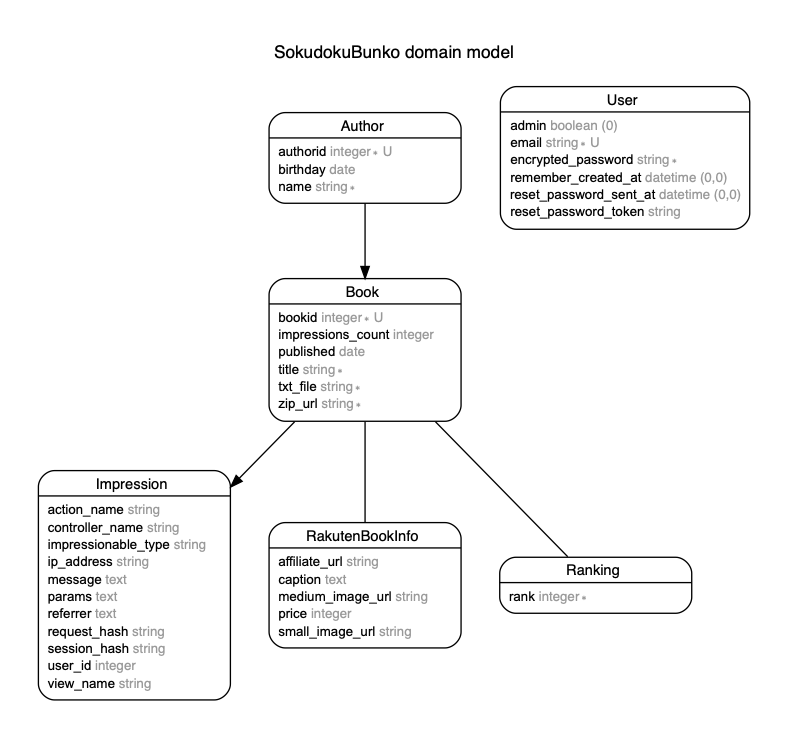 SokudokuBunko domain model
User
admin boolean (0)
email string∗ U
encrypted_password string∗
remember_created_at datetime (0,0)
reset_password_sent_at datetime (0,0)
reset_password_token string
Author
authorid integer∗ U
birthday date
name string∗
Book
bookid integer∗ U
impressions_count integer
published date
title string∗
txt_file string∗
zip_url string∗
Impression
action_name string
controller_name string
impressionable_type string
ip_address string
message text
params text
referrer text
request_hash string
session_hash string
user_id integer
view_name string
RakutenBookInfo
affiliate_url string
caption text
medium_image_url string
price integer
small_image_url string
Ranking
rank integer∗